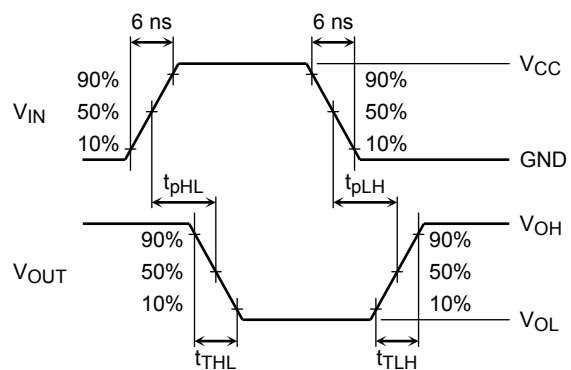 6 ns
6 ns
90%
50%
10%
V_IN
90%
50%
10%
V_CC
GND
t_pHL
t_pLH
90%
50%
10%
V_OUT
90%
50%
10%
V_OH
V_OL
t_THL
t_TLH